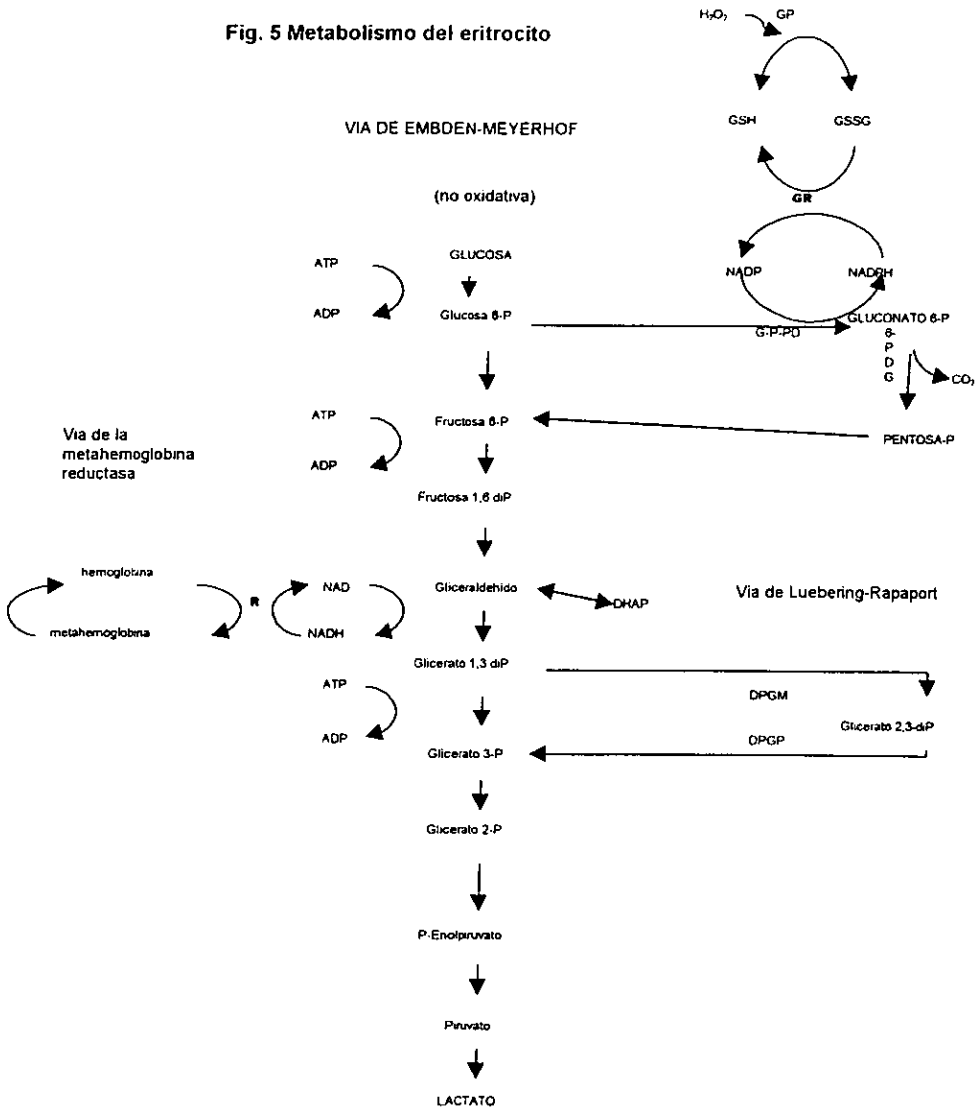 Fig. 5 Metabolismo del eritrocito
H₂O₂
GP
GSH
GSSG
GR
NADP
NADPH
VIA DE EMBDEN-MEYERHOF
(no oxidativa)
GLUCOSA
ATP
ADP
Glucosa 6-P
G-P-PD
GLUCONATO 6-P
6-
P
D
G
CO₂
PENTOSA-P
ATP
ADP
Fructosa 6-P
Via de la
metahemoglobina
reductasa
Fructosa 1,6 diP
hemoglobina
metahemoglobina
R
NAD
NADH
Gliceraldehido
DHAP
Via de Luebering-Rapaport
Glicerato 1,3 diP
ATP
ADP
DPGM
Glicerato 2,3-diP
DPGP
Glicerato 3-P
Glicerato 2-P
P-Enolpiruvato
Piruvato
LACTATO